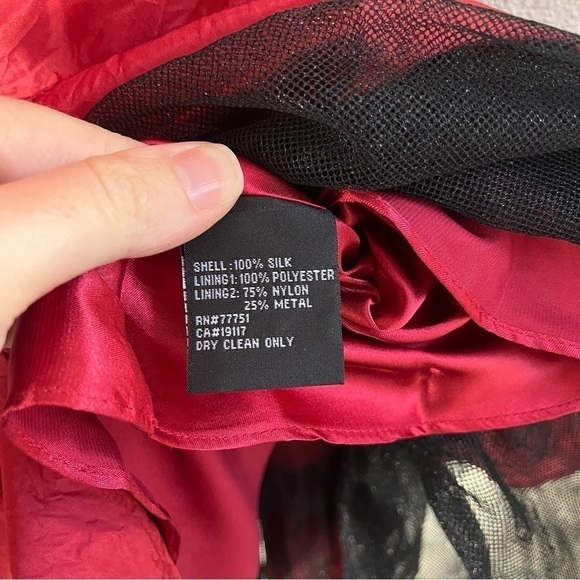 SHELL:100% SILK
LINING1:100% POLYESTER
LINING2: 75% NYLON
25% METAL
RN#77751
CA#19117
DRY CLEAN ONLY